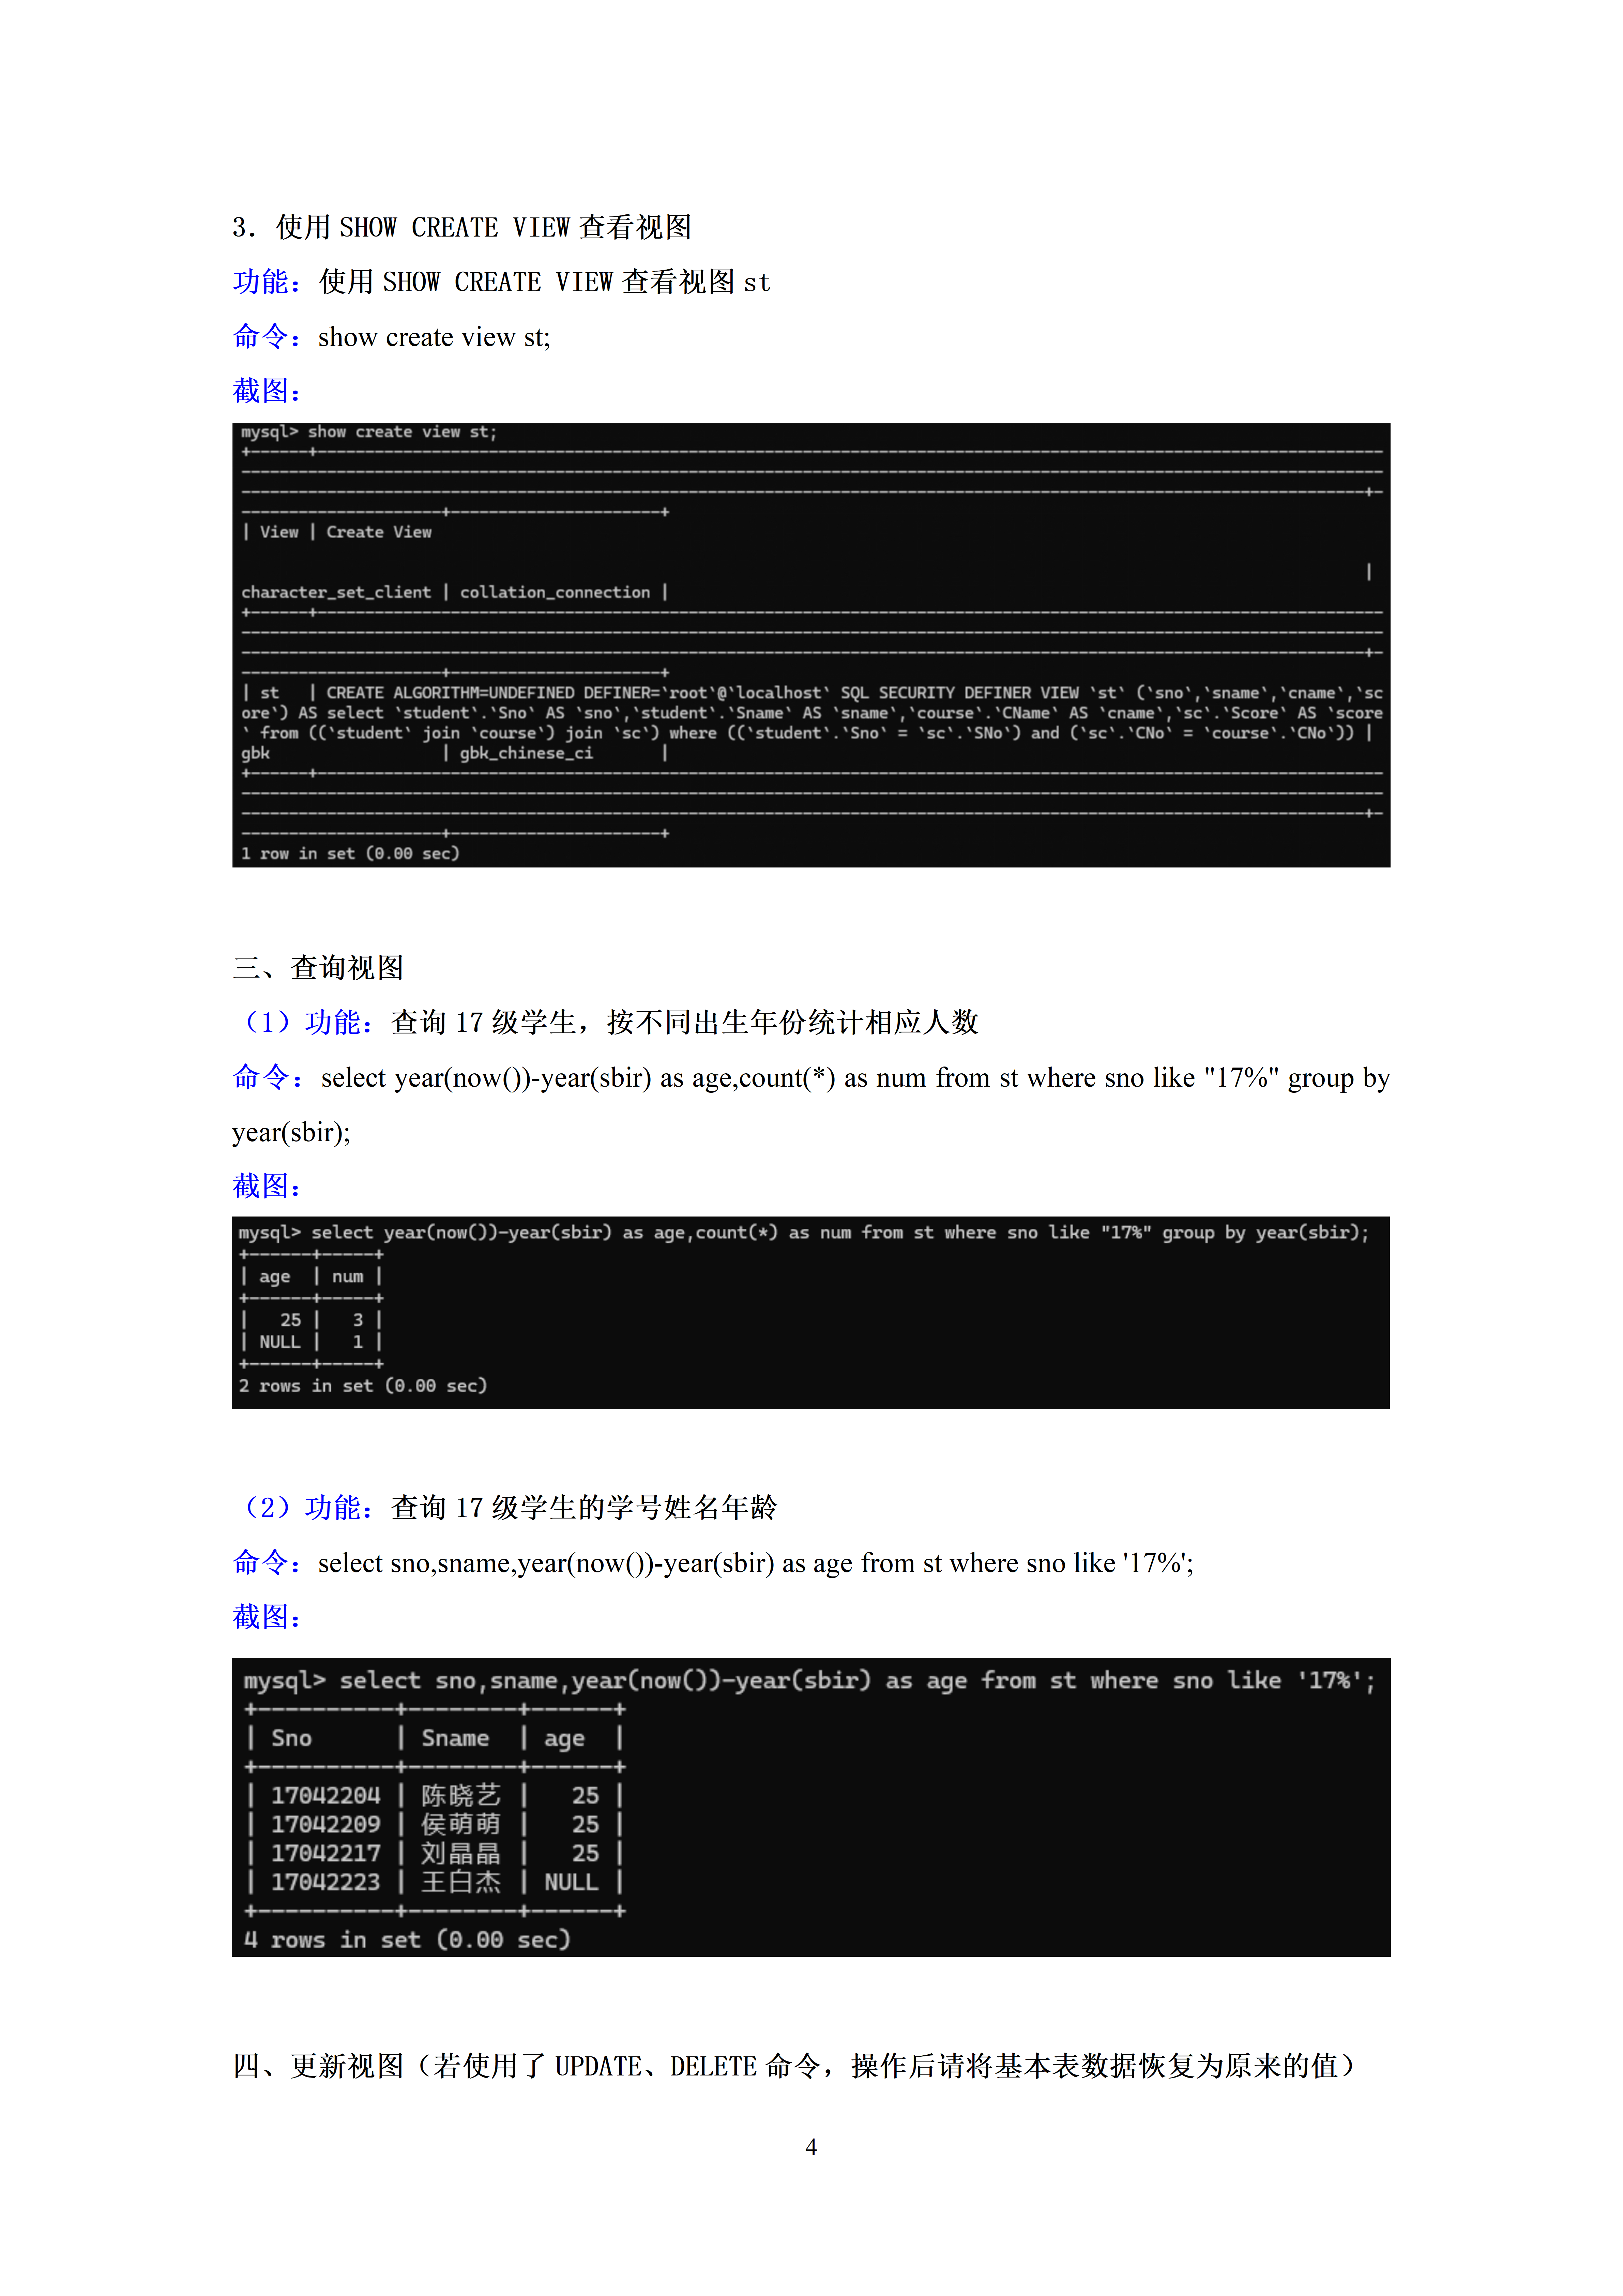 3. 使用 SHOW CREATE VIEW 查看视图
功能：使用 SHOW CREATE VIEW 查看视图 st
命令：show create view st;
截图：
mysql> show create view st;
| View | Create View
|
character_set_client | collation_connection |
| st   | CREATE ALGORITHM=UNDEFINED DEFINER=`root`@`localhost` SQL SECURITY DEFINER VIEW `st` (`sno`,`sname`,`cname`,`sc
ore`) AS select `student`.`Sno` AS `sno`,`student`.`Sname` AS `sname`,`course`.`CName` AS `cname`,`sc`.`Score` AS `score
` from ((`student` join `course`) join `sc`) where ((`student`.`Sno` = `sc`.`SNo`) and (`sc`.`CNo` = `course`.`CNo`)) |
gbk                  | gbk_chinese_ci       |
1 row in set (0.00 sec)
三、查询视图
（1）功能：查询 17 级学生，按不同出生年份统计相应人数
命令：select year(now())-year(sbir) as age,count(*) as num from st where sno like "17%" group by
year(sbir);
截图：
mysql> select year(now())-year(sbir) as age,count(*) as num from st where sno like "17%" group by year(sbir);
+------+-----+
| age  | num |
+------+-----+
|   25 |   3 |
| NULL |   1 |
+------+-----+
2 rows in set (0.00 sec)
（2）功能：查询 17 级学生的学号姓名年龄
命令：select sno,sname,year(now())-year(sbir) as age from st where sno like '17%';
截图：
mysql> select sno,sname,year(now())-year(sbir) as age from st where sno like '17%';
+----------+--------+------+
| Sno      | Sname  | age  |
+----------+--------+------+
| 17042204 | 陈晓艺 |   25 |
| 17042209 | 侯萌萌 |   25 |
| 17042217 | 刘晶晶 |   25 |
| 17042223 | 王白杰 | NULL |
+----------+--------+------+
4 rows in set (0.00 sec)
四、更新视图（若使用了 UPDATE、DELETE 命令，操作后请将基本表数据恢复为原来的值）
4